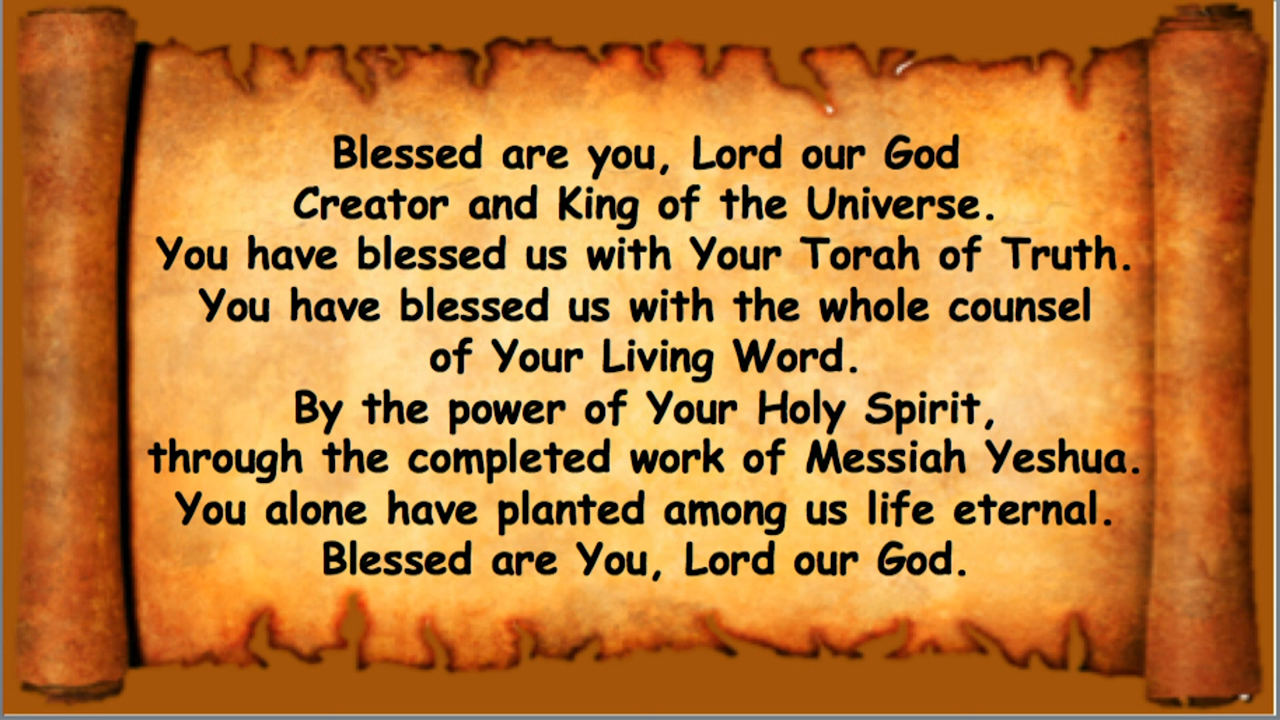 Blessed are you, Lord our God
Creator and King of the Universe.
You have blessed us with Your Torah of Truth.
You have blessed us with the whole counsel
of Your Living Word.
By the power of Your Holy Spirit,
through the completed work of Messiah Yeshua.
You alone have planted among us life eternal.
Blessed are You, Lord our God.